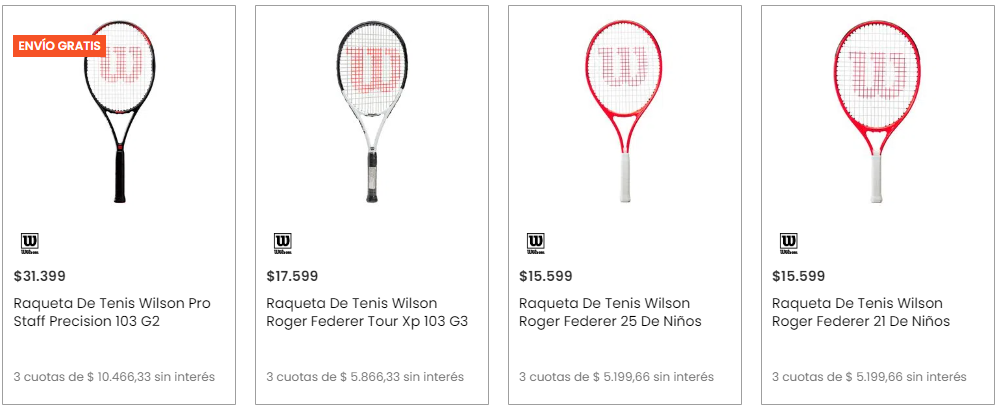 ENVÍO GRATIS
W
W
W
W
W
Wilson
W
Wilson
W
Wilson
W
Wilson
$31.399
$17.599
$15.599
$15.599
Raqueta De Tenis Wilson Pro
Staff Precision 103 G2
Raqueta De Tenis Wilson
Roger Federer Tour Xp 103 G3
Raqueta De Tenis Wilson
Roger Federer 25 De Niños
Raqueta De Tenis Wilson
Roger Federer 21 De Niños
3 cuotas de $ 10.466,33 sin interés
3 cuotas de $ 5.866,33 sin interés
3 cuotas de $ 5.199,66 sin interés
3 cuotas de $ 5.199,66 sin interés